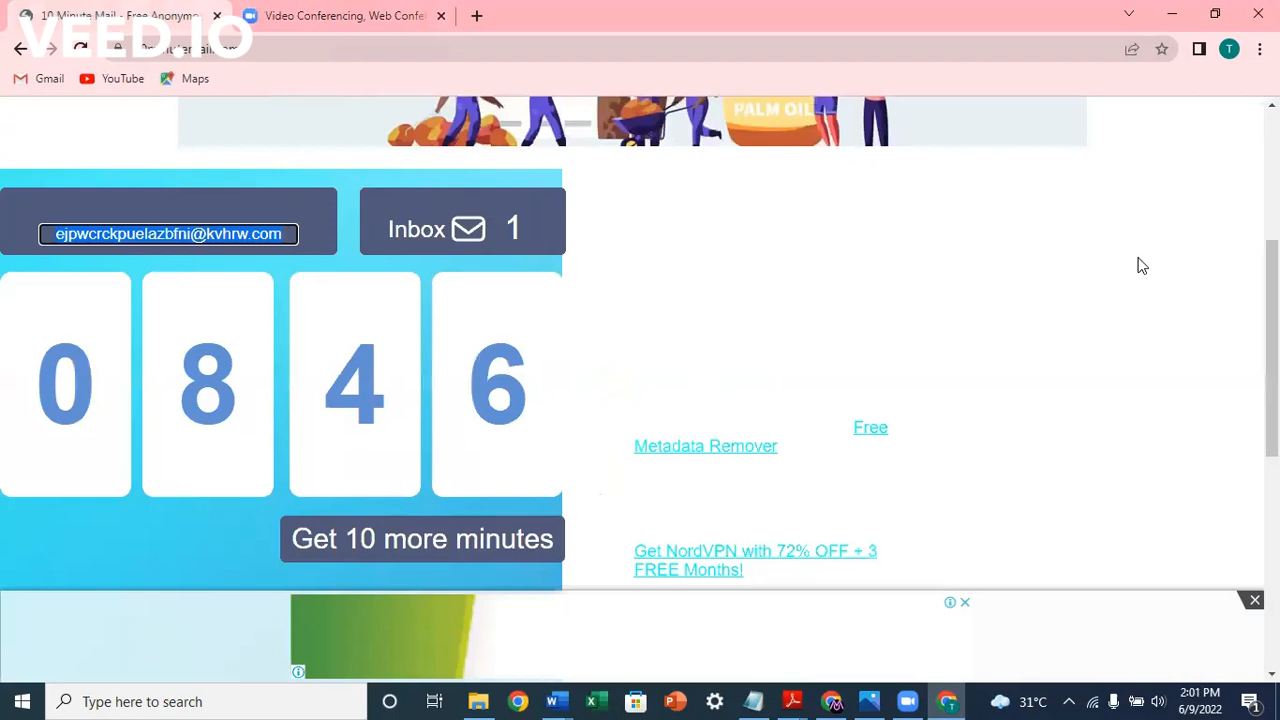 10 Minute Mail - Free Anonymo
Video Conferencing, Web Confe
VEED.IO
T
Gmail
YouTube
Maps
PALM OIL
ejpwcrckpuelazbfni@kvhrw.com
Inbox 1
0 8 4 6
Free
Metadata Remover
Get 10 more minutes
Get NordVPN with 72% OFF + 3
FREE Months!
Type here to search
31°C
2:01 PM
6/9/2022
1